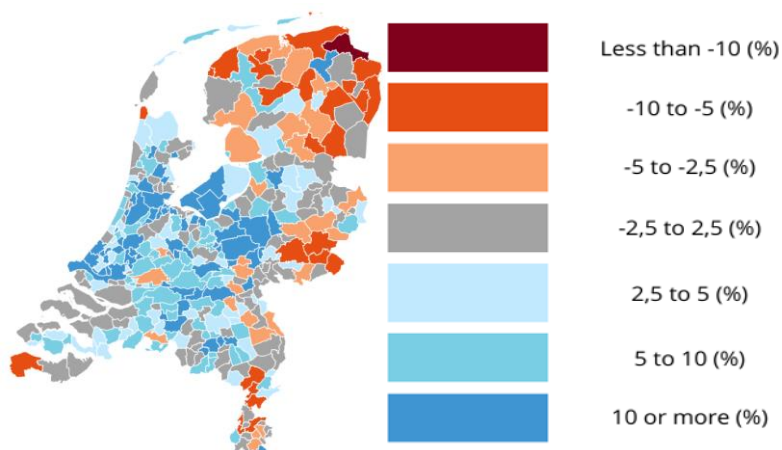 Less than -10 (%)
-10 to -5 (%)
-5 to -2,5 (%)
-2,5 to 2,5 (%)
2,5 to 5 (%)
5 to 10 (%)
10 or more (%)